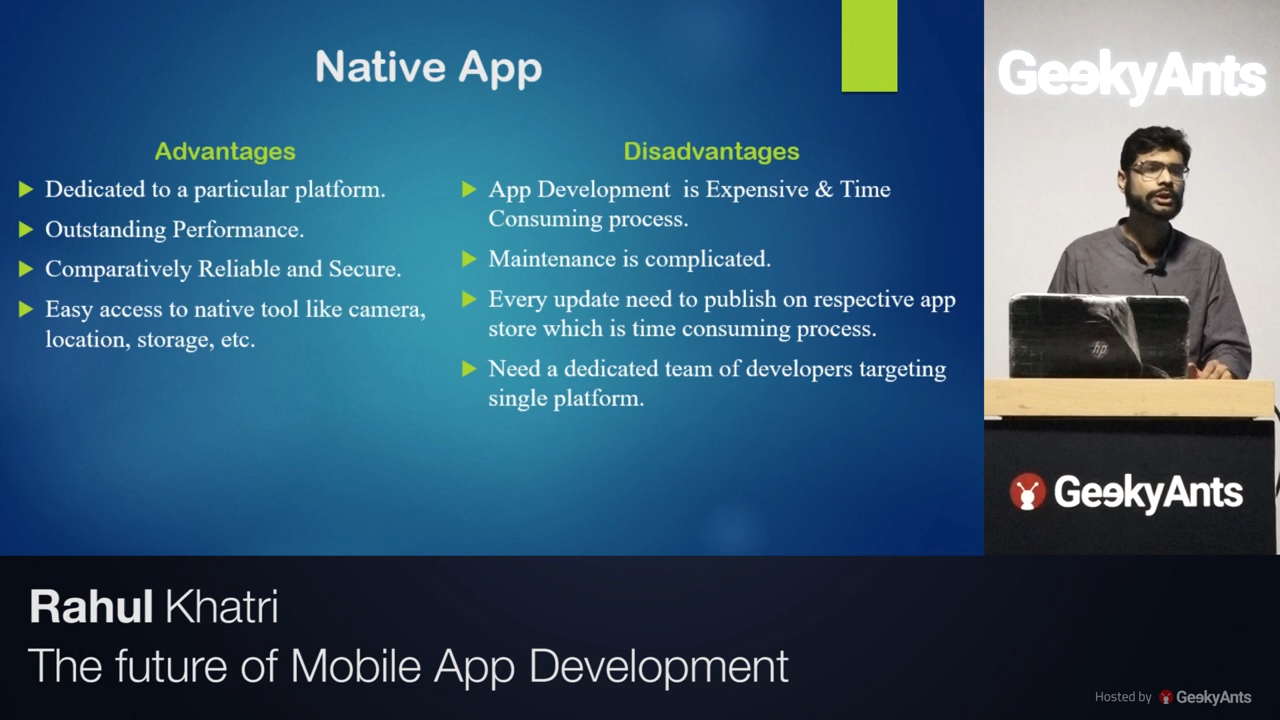 Native App
Advantages
Dedicated to a particular platform.
Outstanding Performance.
Comparatively Reliable and Secure.
Easy access to native tool like camera,
location, storage, etc.
Disadvantages
App Development is Expensive & Time
Consuming process.
Maintenance is complicated.
Every update need to publish on respective app
store which is time consuming process.
Need a dedicated team of developers targeting
single platform.
GeekyAnts
hp
GeekyAnts
Rahul Khatri
The future of Mobile App Development
Hosted by GeekyAnts